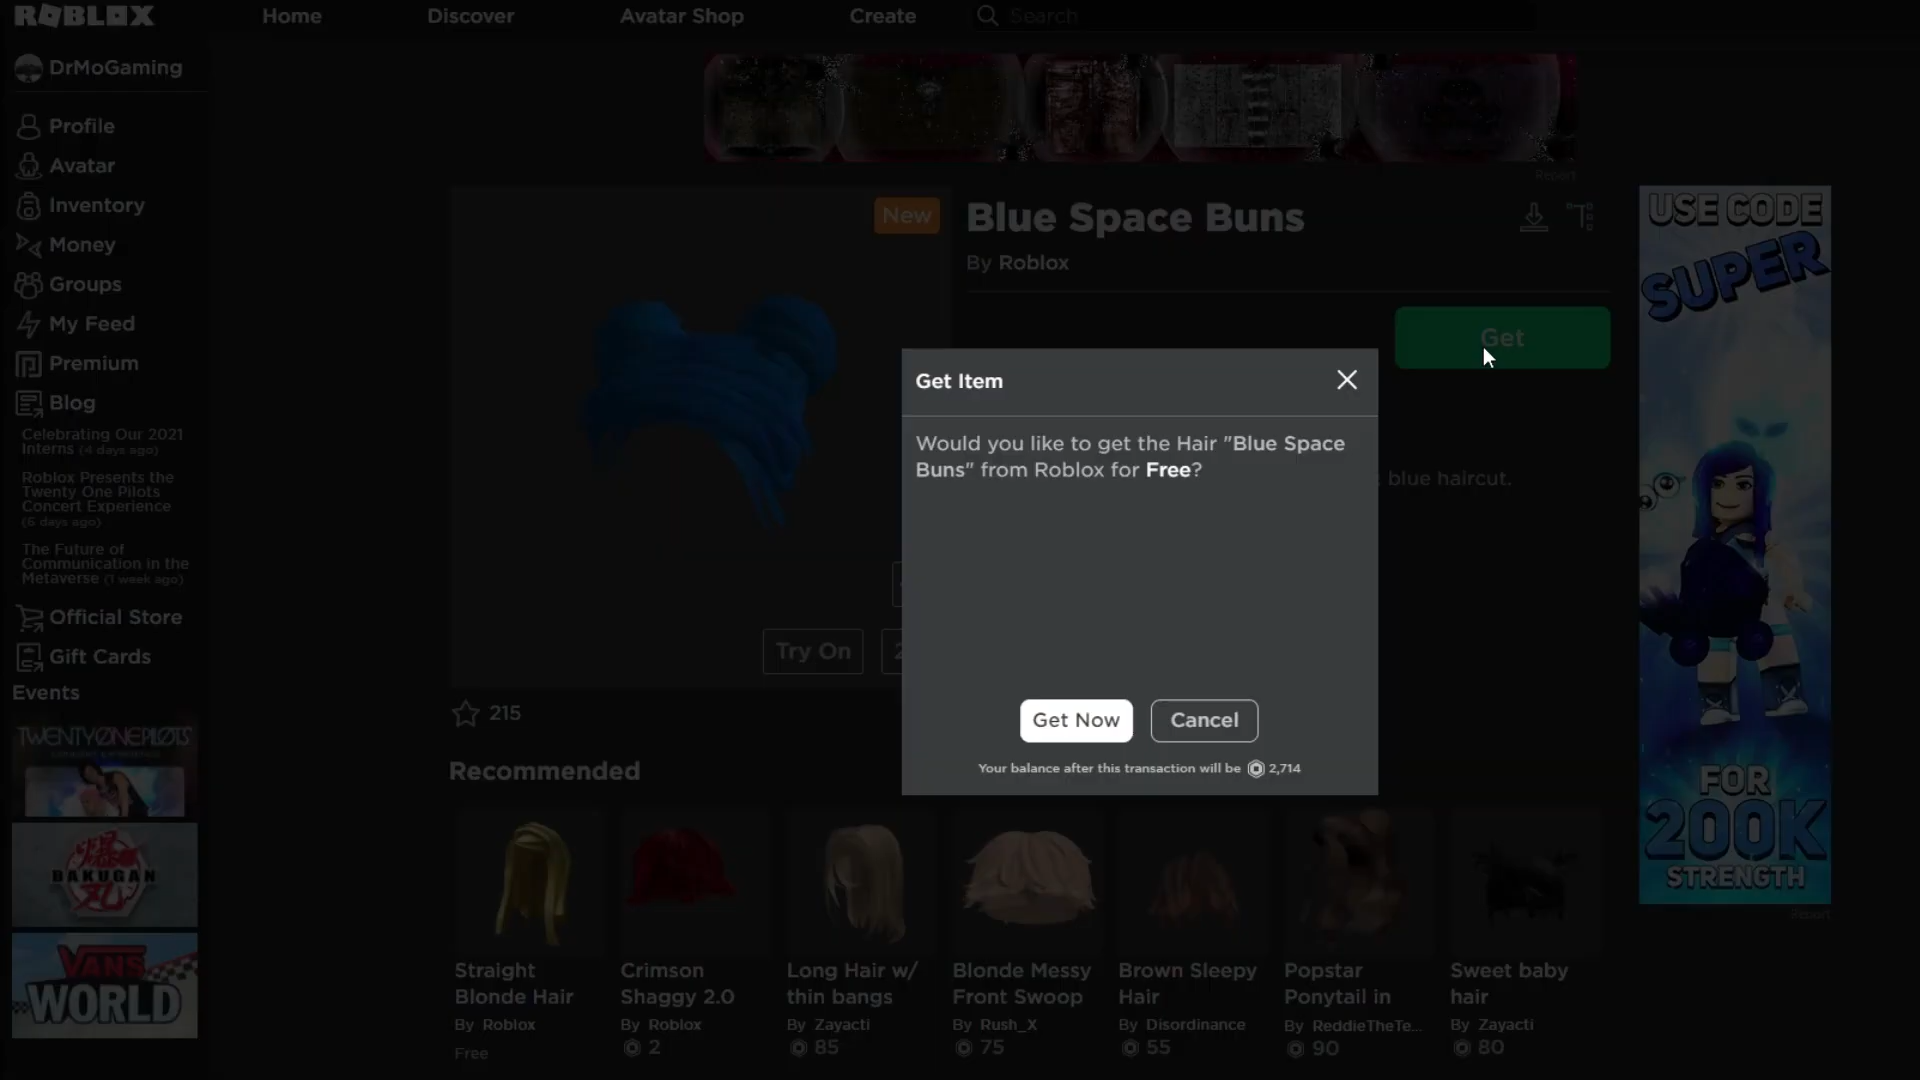 ROBLOX
Home
Discover
Avatar Shop
Create
Search
DrMoGaming
Profile
Avatar
Inventory
Money
Groups
My Feed
Premium
Blog
Celebrating Our 2021
Interns (4 days ago)
Roblox Presents the
Twenty One Pilots
Concert Experience
(6 days ago)
The Future of
Communication in the
Metaverse (1 week ago)
Official Store
Gift Cards
Events
TWENTY ØNE PILØTS
BAKUGAN
VANS
WORLD
Report
New
Blue Space Buns
By Roblox
Get
blue haircut.
Try On
215
Get Item
Would you like to get the Hair "Blue Space
Buns" from Roblox for Free?
Get Now
Cancel
Your balance after this transaction will be 2,714
USE CODE
SUPER
FOR
200K
STRENGTH
Report
Recommended
Straight
Blonde Hair
By Roblox
Free
Crimson
Shaggy 2.0
By Roblox
2
Long Hair w/
thin bangs
By Zayacti
85
Blonde Messy
Front Swoop
By Rush_X
75
Brown Sleepy
Hair
By Disordinance
55
Popstar
Ponytail in
By ReddieTheTe...
90
Sweet baby
hair
By Zayacti
80